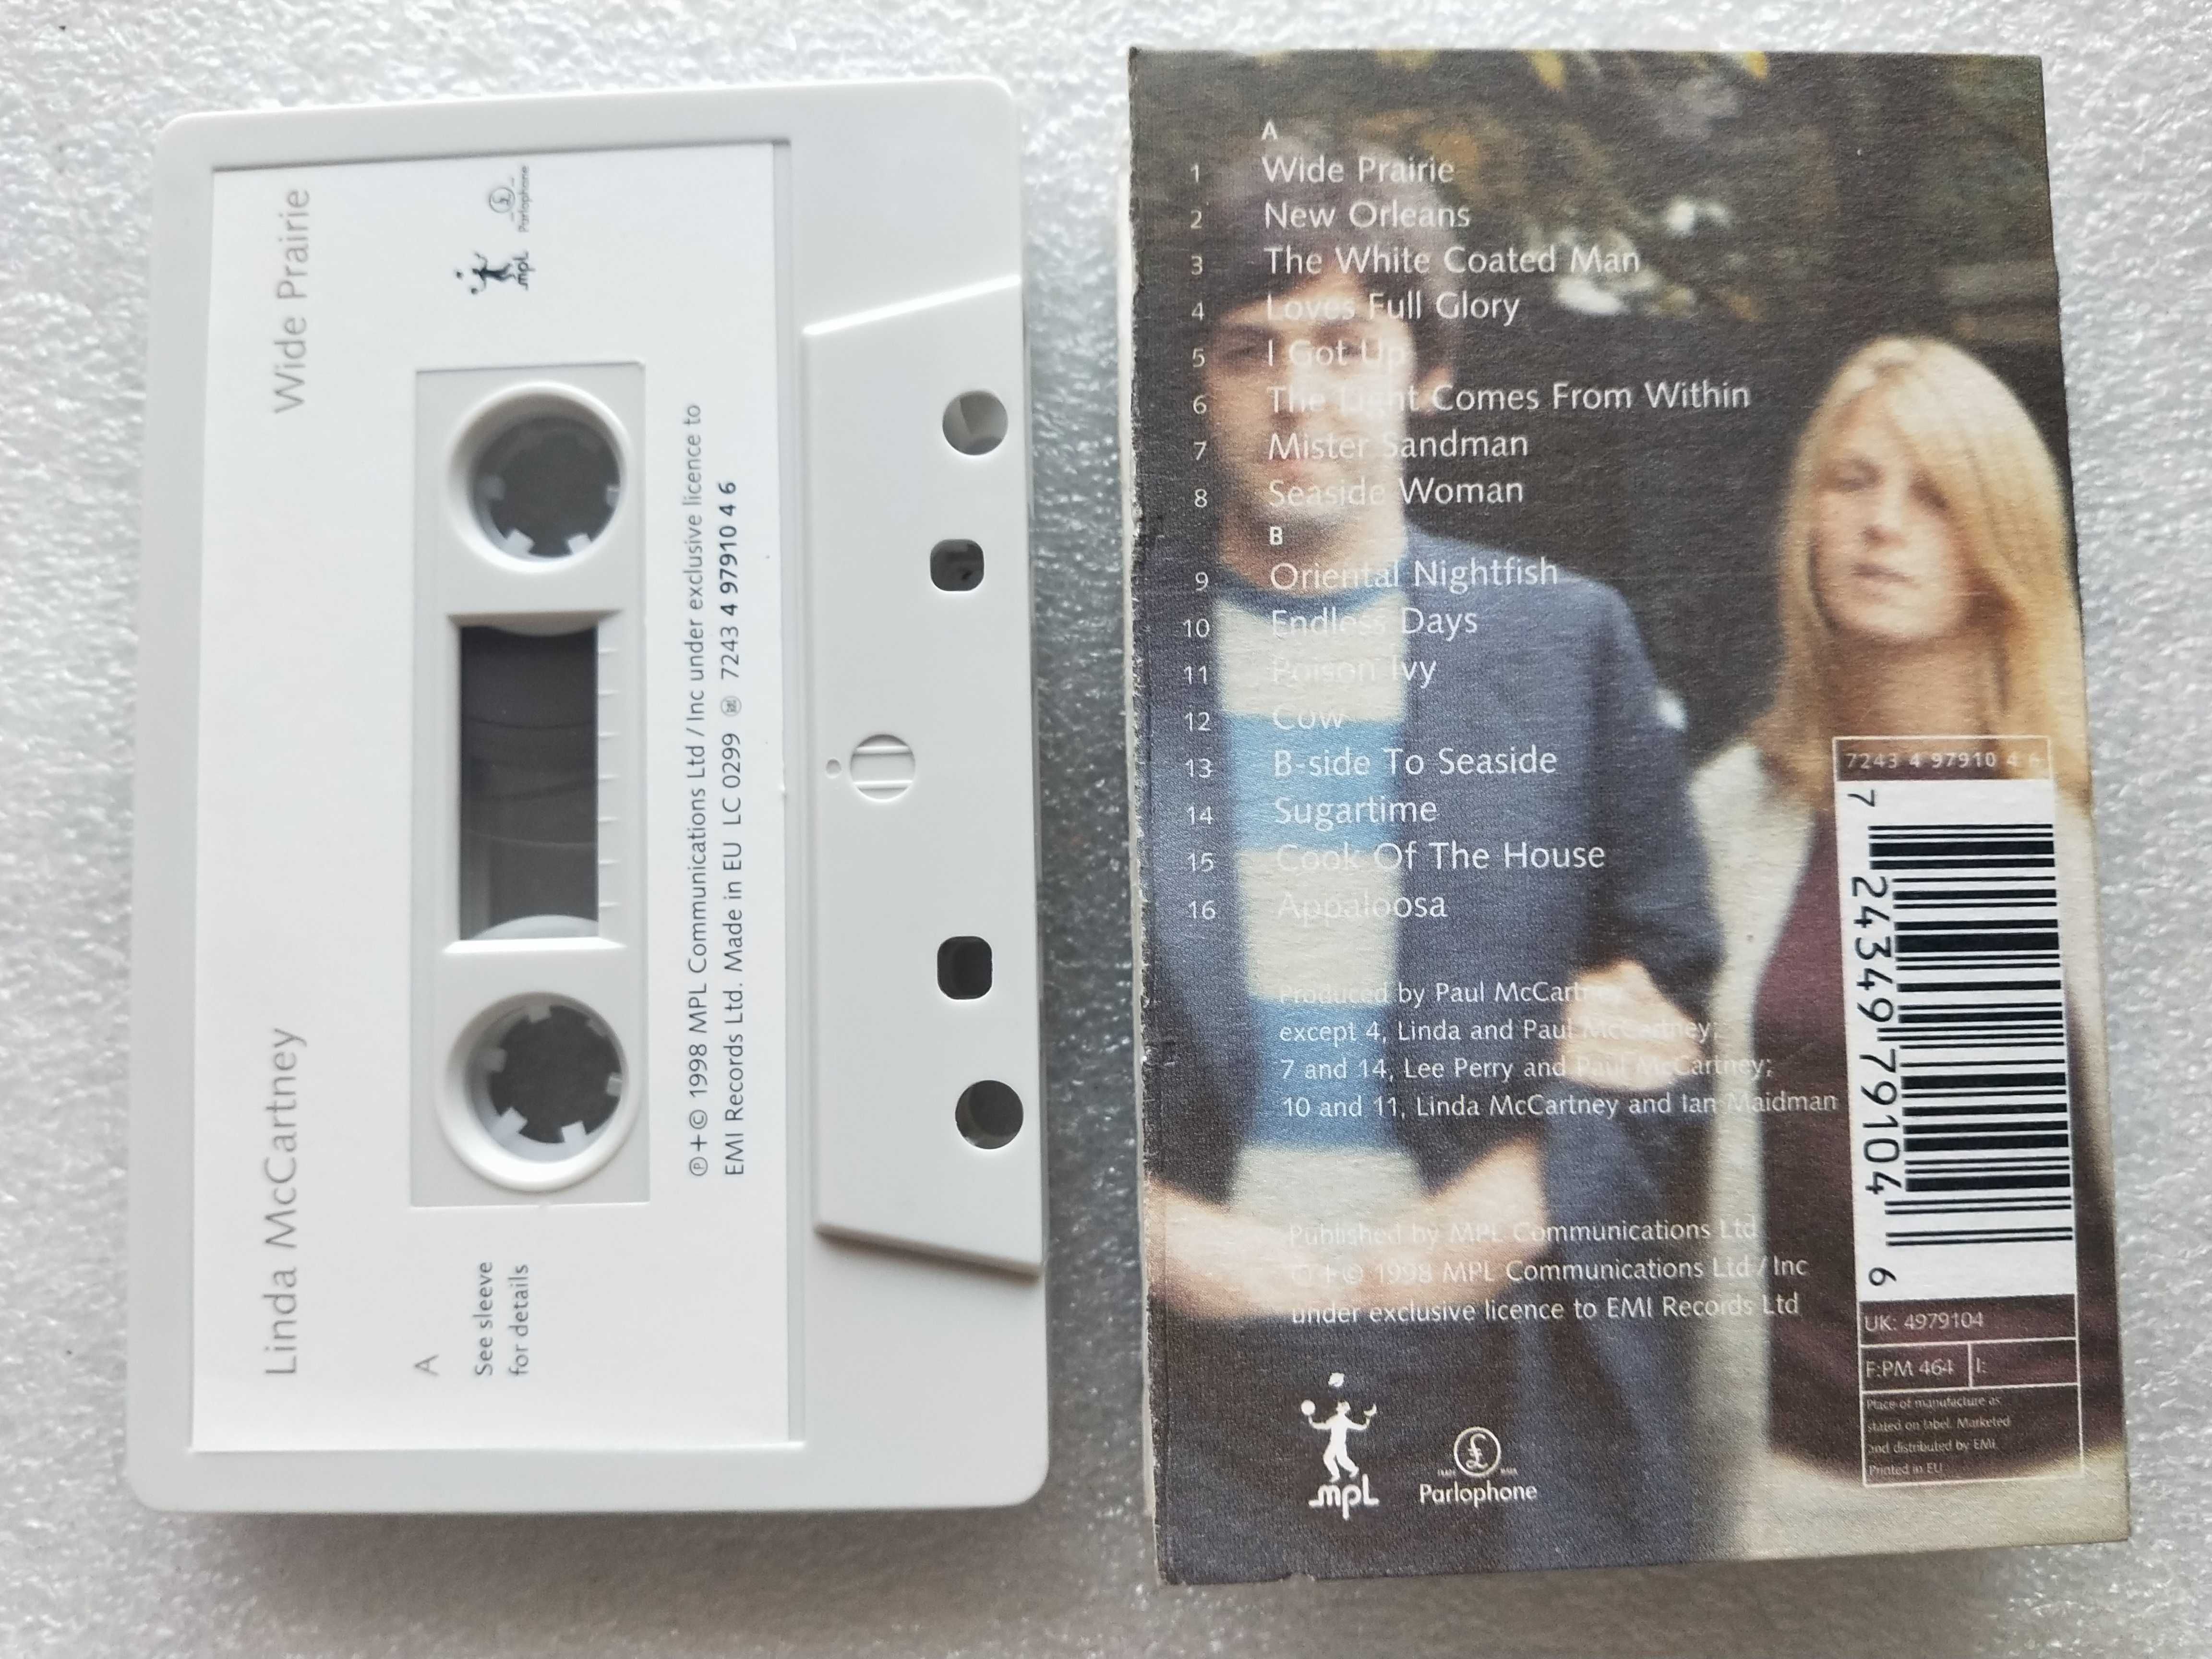 Linda McCartney
Wide Prairie
A
See sleeve
for details
mpL
Parlophone
℗+© 1998 MPL Communications Ltd / Inc under exclusive licence to
EMI Records Ltd. Made in EU LC 0299 7243 4 97910 4 6
A
1 Wide Prairie
2 New Orleans
3 The White Coated Man
4 Loves Full Glory
5 I Got Up
6 The Light Comes From Within
7 Mister Sandman
8 Seaside Woman
B
9 Oriental Nightfish
10 Endless Days
11 Poison Ivy
12 Cow
13 B-side To Seaside
14 Sugartime
15 Cook Of The House
16 Appaloosa
Produced by Paul McCartney
except 4, Linda and Paul McCartney;
7 and 14, Lee Perry and Paul McCartney;
10 and 11, Linda McCartney and Ian Maidman
Published by MPL Communications Ltd
℗+© 1998 MPL Communications Ltd / Inc
under exclusive licence to EMI Records Ltd
mpL
£
Parlophone
7243 4 97910 4 6
7 24349 79104 6
UK: 4979104
F:PM 464 I:
Place of manufacture as
stated on label. Marketed
and distributed by EMI.
Printed in EU